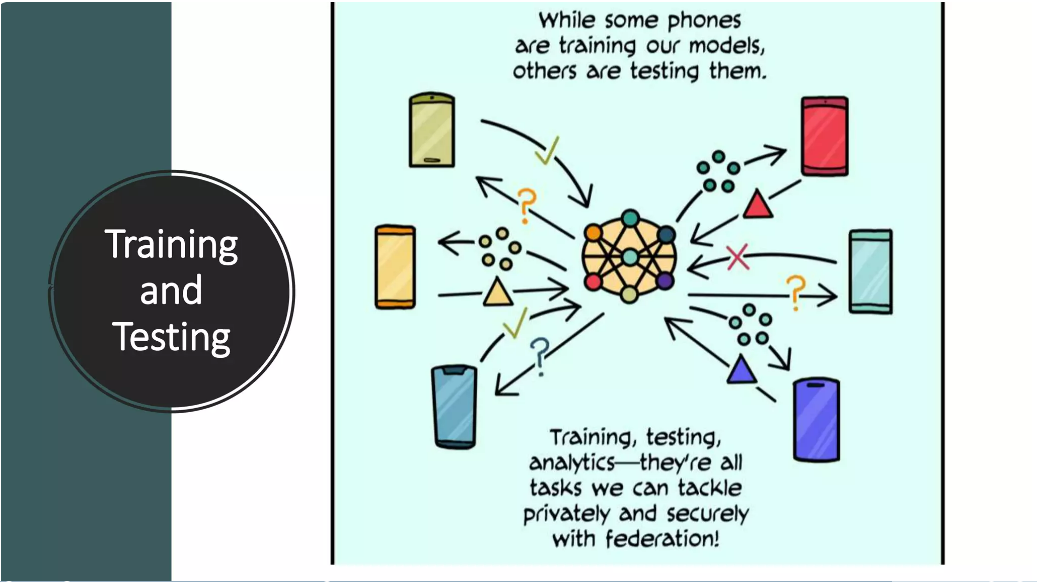 Training
and
Testing
While some phones
are training our models,
others are testing them.
?
?
?
?
Training, testing,
analytics—they're all
tasks we can tackle
privately and securely
with federation!